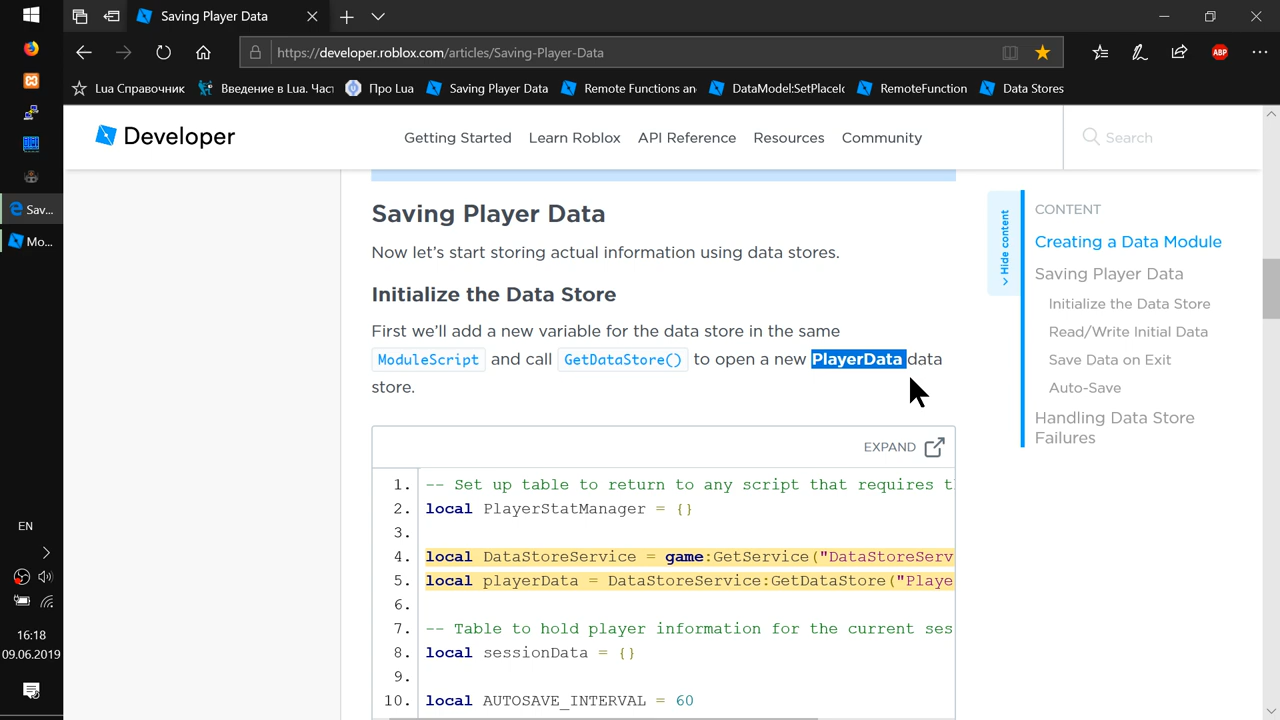 Saving Player Data
https://developer.roblox.com/articles/Saving-Player-Data
ABP
Lua Справочник
Введение в Lua. Час
Про Lua
Saving Player Data
Remote Functions an
DataModel:SetPlaceId
RemoteFunction
Data Stores
Developer
Getting Started
Learn Roblox
API Reference
Resources
Community
Search
Sav...
Mo...
Saving Player Data
Now let's start storing actual information using data stores.
Initialize the Data Store
First we'll add a new variable for the data store in the same
ModuleScript and call GetDataStore() to open a new PlayerData data
store.
EXPAND
1. -- Set up table to return to any script that requires t
2. local PlayerStatManager = {}
3.
4. local DataStoreService = game:GetService("DataStoreServ
5. local playerData = DataStoreService:GetDataStore("Playe
6.
7. -- Table to hold player information for the current ses
8. local sessionData = {}
9.
10. local AUTOSAVE_INTERVAL = 60
Hide content
CONTENT
Creating a Data Module
Saving Player Data
Initialize the Data Store
Read/Write Initial Data
Save Data on Exit
Auto-Save
Handling Data Store
Failures
EN
16:18
09.06.2019